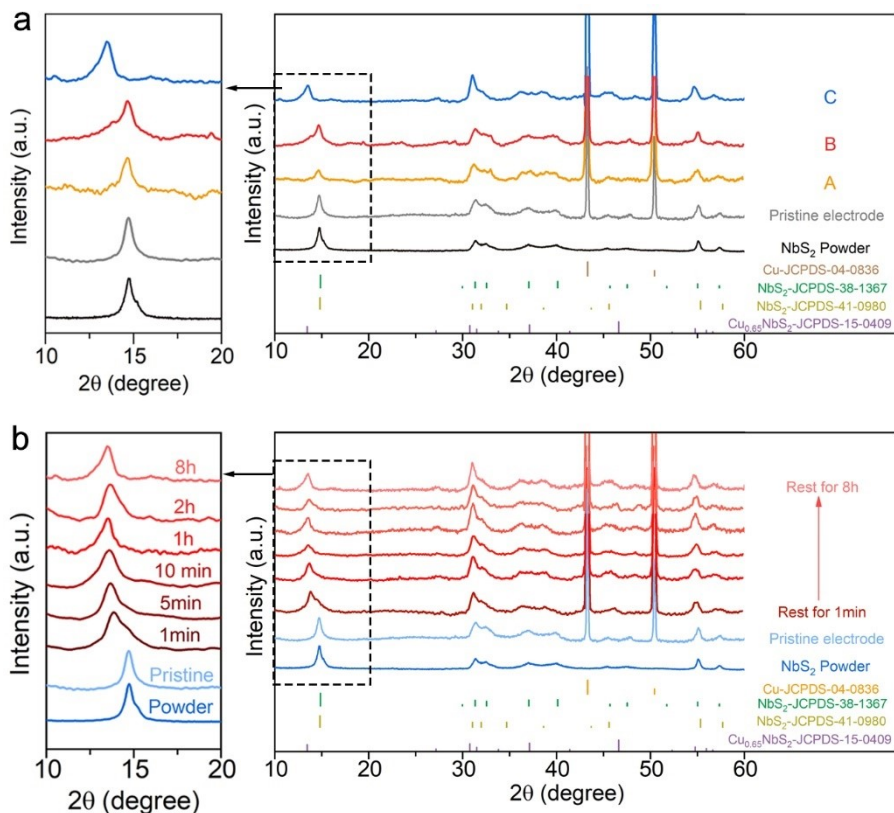 a
Intensity (a.u.)
10
15
20
2θ (degree)
Intensity (a.u.)
C
B
A
Pristine electrode
NbS₂ Powder
Cu-JCPDS-04-0836
NbS₂-JCPDS-38-1367
NbS₂-JCPDS-41-0980
Cu₀.₆₅NbS₂-JCPDS-15-0409
10
20
30
40
50
60
2θ (degree)
b
Intensity (a.u.)
8h
2h
1h
10 min
5min
1min
Pristine
Powder
10
15
20
2θ (degree)
Intensity (a.u.)
Rest for 8h
Rest for 1min
Pristine electrode
NbS₂ Powder
Cu-JCPDS-04-0836
NbS₂-JCPDS-38-1367
NbS₂-JCPDS-41-0980
Cu₀.₆₅NbS₂-JCPDS-15-0409
10
20
30
40
50
60
2θ (degree)